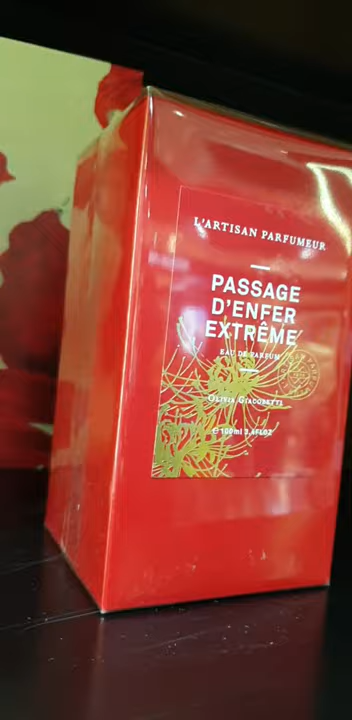 L'ARTISAN PARFUMEUR
PASSAGE
D'ENFER
EXTRÊME
EAU DE PARFUM
OLIVIA GIACOBETTI
℮ 100ml 3.4FL.OZ